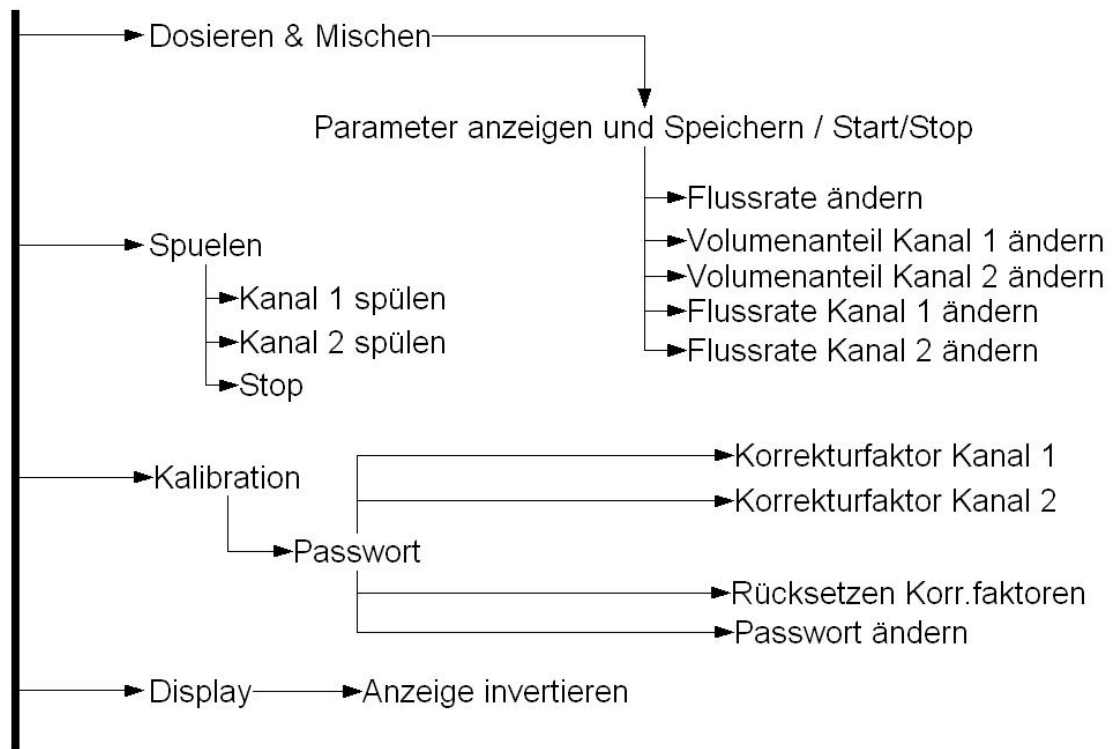 Dosieren & Mischen
Parameter anzeigen und Speichern / Start/Stop
Flussrate ändern
Volumenanteil Kanal 1 ändern
Volumenanteil Kanal 2 ändern
Flussrate Kanal 1 ändern
Flussrate Kanal 2 ändern
Spuelen
Kanal 1 spülen
Kanal 2 spülen
Stop
Kalibration
Passwort
Korrekturfaktor Kanal 1
Korrekturfaktor Kanal 2
Rücksetzen Korr.faktoren
Passwort ändern
Display
Anzeige invertieren